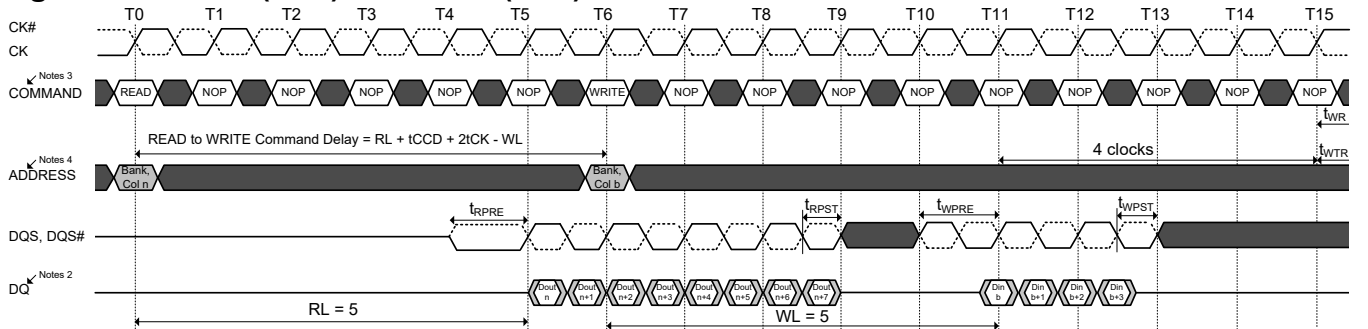 T0 T1 T2 T3 T4 T5 T6 T7 T8 T9 T10 T11 T12 T13 T14 T15
CK#
CK
Notes 3
COMMAND READ NOP NOP NOP NOP NOP WRITE NOP NOP NOP NOP NOP NOP NOP NOP NOP
tWR
READ to WRITE Command Delay = RL + tCCD + 2tCK - WL
4 clocks
tWTR
Notes 4
ADDRESS
Bank, Col n
Bank, Col b
tRPRE tRPST tWPRE tWPST
DQS, DQS#
Notes 2
DQ
Dout n
Dout n+1
Dout n+2
Dout n+3
Dout n+4
Dout n+5
Dout n+6
Dout n+7
Din b
Din b+1
Din b+2
Din b+3
RL = 5
WL = 5